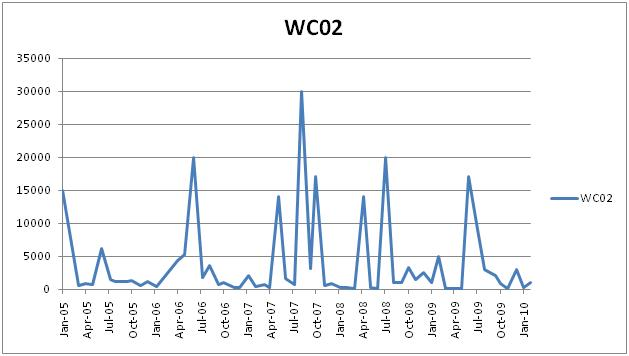 WC02
35000
30000
25000
20000
15000
10000
5000
0
WC02
Jan-05
Apr-05
Jul-05
Oct-05
Jan-06
Apr-06
Jul-06
Oct-06
Jan-07
Apr-07
Jul-07
Oct-07
Jan-08
Apr-08
Jul-08
Oct-08
Jan-09
Apr-09
Jul-09
Oct-09
Jan-10